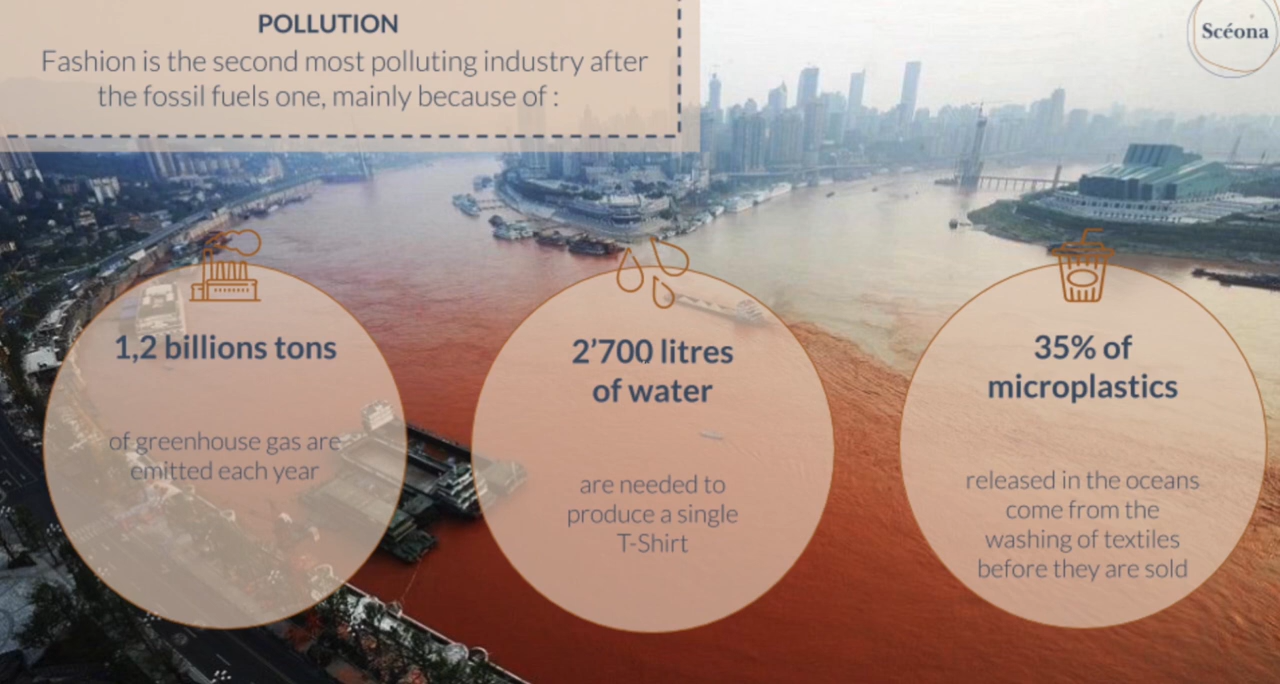 POLLUTION
Fashion is the second most polluting industry after
the fossil fuels one, mainly because of :
Scéona
1,2 billions tons
of greenhouse gas are
emitted each year
2’700 litres
of water
are needed to
produce a single
T-Shirt
35% of
microplastics
released in the oceans
come from the
washing of textiles
before they are sold